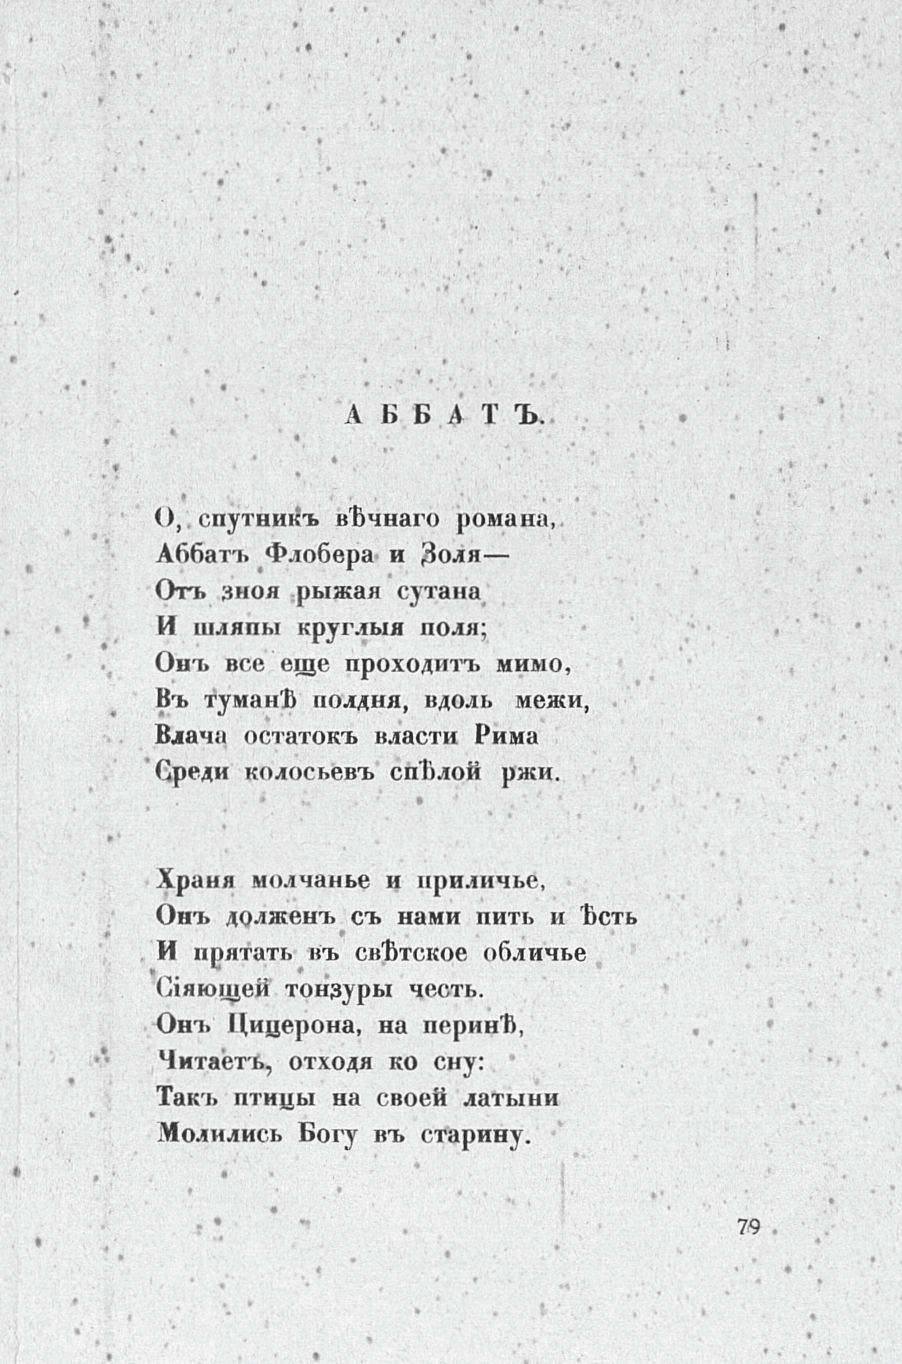 АББАТЪ.
О, спутникъ вѣчнаго романа,
Аббатъ Флобера и Золя—
Отъ зноя рыжая сутана
И шляпы круглыя поля;
Онъ все еще проходитъ мимо,
Въ туманѣ полдня, вдоль межи,
Влача остатокъ власти Рима
Среди колосьевъ спѣлой ржи.
Храня молчанье и приличье,
Онъ долженъ съ нами пить и ѣсть
И прятать въ свѣтское обличье
Сіяющей тонзуры честь.
Онъ Цицерона, на перинѣ,
Читаетъ, отходя ко сну:
Такъ птицы на своей латыни
Молились Богу въ старину.
79